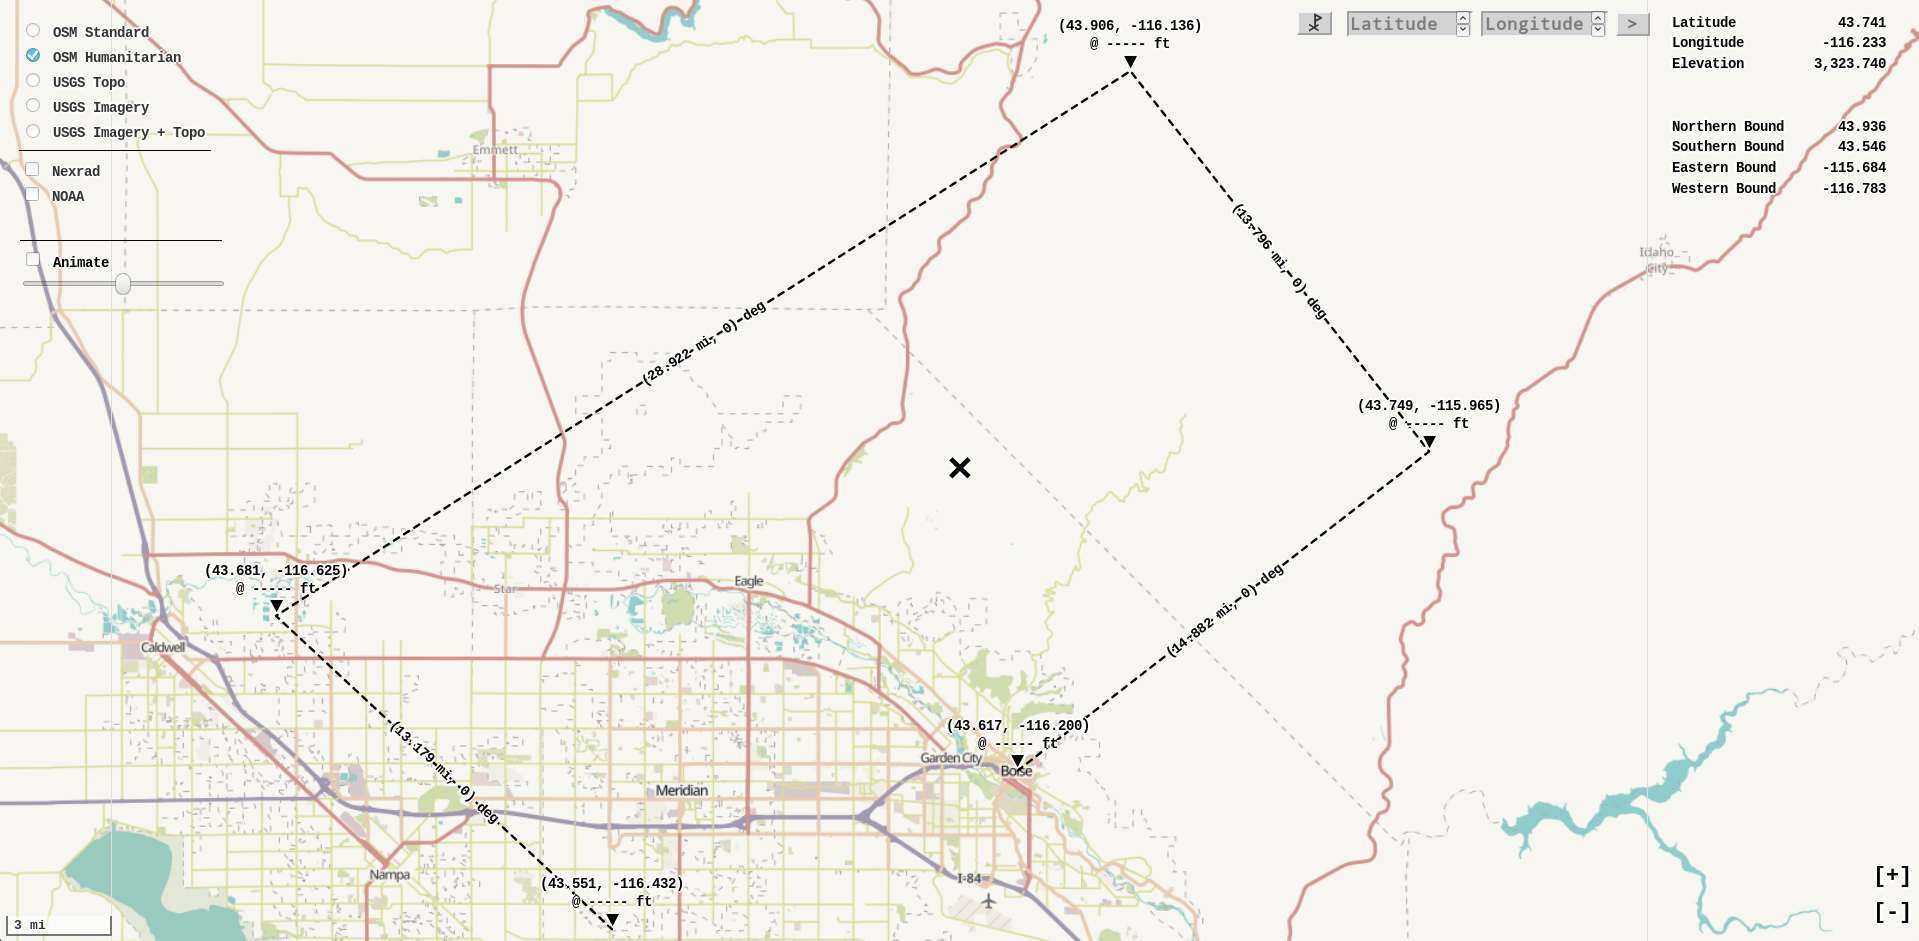 OSM Standard
OSM Humanitarian
USGS Topo
USGS Imagery
USGS Imagery + Topo
Nexrad
NOAA
Animate
Latitude
Longitude
>
Latitude 43.741
Longitude -116.233
Elevation 3,323.740
Northern Bound 43.936
Southern Bound 43.546
Eastern Bound -115.684
Western Bound -116.783
(43.906, -116.136)
@ ----- ft
Emmett
(13.796 mi, 0) deg
Idaho
City
(28.922 mi, 0) deg
(43.749, -115.965)
@ ----- ft
(43.681, -116.625)
@ ----- ft
Star
Eagle
(14.882 mi, 0) deg
Caldwell
(13.179 mi, 0) deg
(43.617, -116.200)
@ ----- ft
Garden City
Boise
Meridian
Nampa
I-84
(43.551, -116.432)
@ ----- ft
3 mi
[+]
[-]